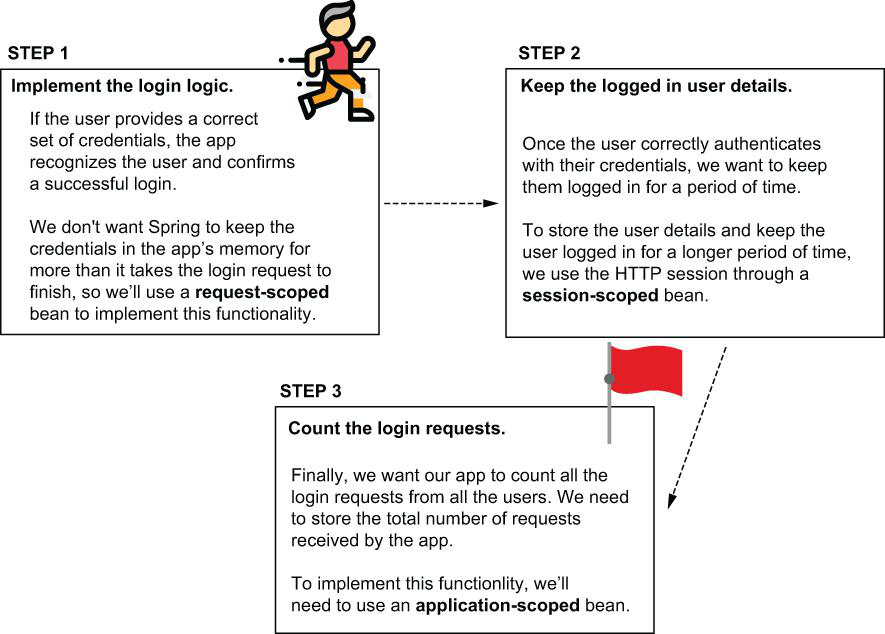 STEP 1
Implement the login logic.
If the user provides a correct
set of credentials, the app
recognizes the user and confirms
a successful login.
We don't want Spring to keep the
credentials in the app's memory for
more than it takes the login request to
finish, so we'll use a request-scoped
bean to implement this functionality.
STEP 2
Keep the logged in user details.
Once the user correctly authenticates
with their credentials, we want to keep
them logged in for a period of time.
To store the user details and keep the
user logged in for a longer period of time,
we use the HTTP session through a
session-scoped bean.
STEP 3
Count the login requests.
Finally, we want our app to count all the
login requests from all the users. We need
to store the total number of requests
received by the app.
To implement this functionlity, we'll
need to use an application-scoped bean.